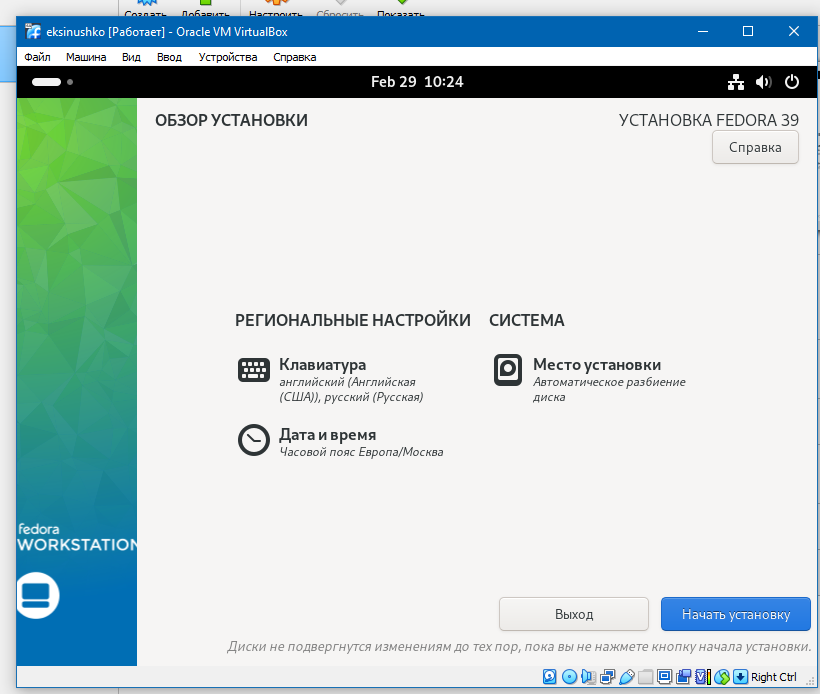 Создать Добавить Настроить Сбросить Показать
eksinushko [Работает] - Oracle VM VirtualBox
Файл Машина Вид Ввод Устройства Справка
Feb 29 10:24
ОБЗОР УСТАНОВКИ
УСТАНОВКА FEDORA 39
Справка
РЕГИОНАЛЬНЫЕ НАСТРОЙКИ
Клавиатура
английский (Английская
(США)), русский (Русская)
Дата и время
Часовой пояс Европа/Москва
СИСТЕМА
Место установки
Автоматическое разбиение
диска
fedora
WORKSTATION
Выход
Начать установку
Диски не подвергнутся изменениям до тех пор, пока вы не нажмете кнопку начала установки.
Right Ctrl